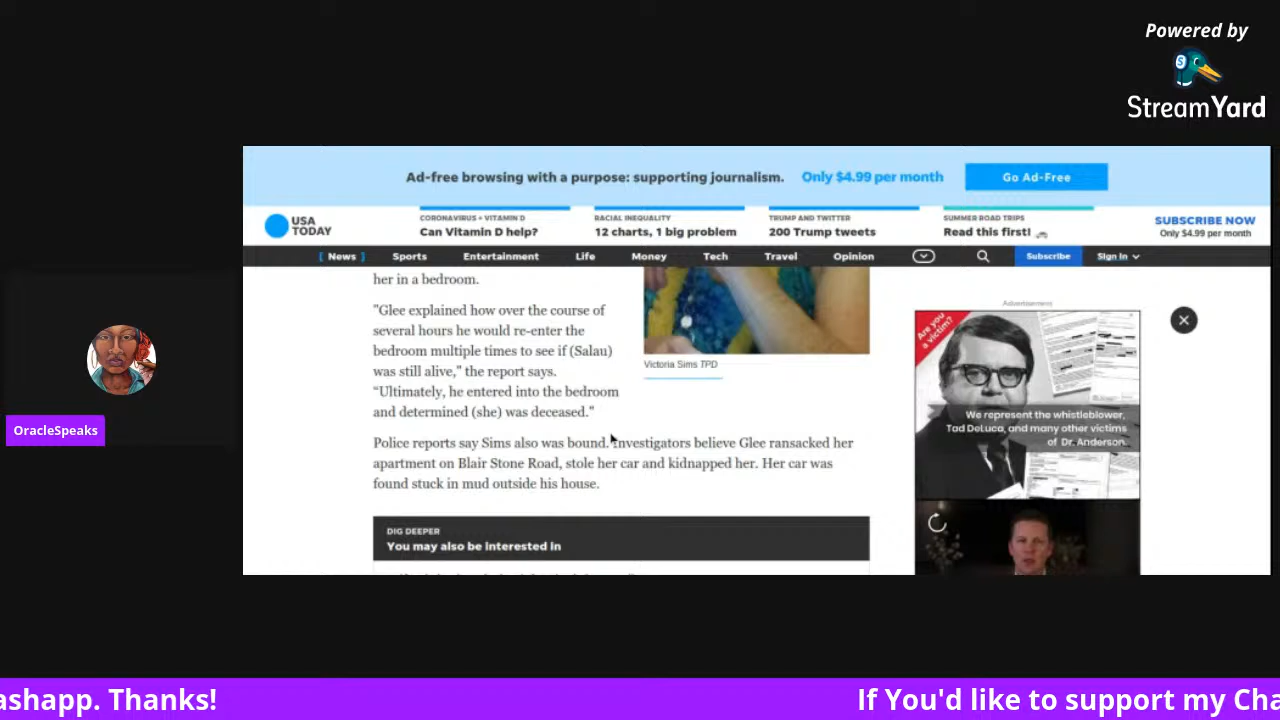 Powered by
StreamYard
Ad-free browsing with a purpose: supporting journalism. Only $4.99 per month Go Ad-Free
USA
TODAY
CORONAVIRUS + VITAMIN D
Can Vitamin D help?
RACIAL INEQUALITY
12 charts, 1 big problem
TRUMP AND TWITTER
200 Trump tweets
SUMMER ROAD TRIPS
Read this first!
SUBSCRIBE NOW
Only $4.99 per month
News Sports Entertainment Life Money Tech Travel Opinion Subscribe Sign In
her in a bedroom.
"Glee explained how over the course of
several hours he would re-enter the
bedroom multiple times to see if (Salau)
was still alive,” the report says.
“Ultimately, he entered into the bedroom
and determined (she) was deceased.”
Victoria Sims TPD
Police reports say Sims also was bound. Investigators believe Glee ransacked her
apartment on Blair Stone Road, stole her car and kidnapped her. Her car was
found stuck in mud outside his house.
DIG DEEPER
You may also be interested in
Advertisement
Are you
a victim?
We represent the whistleblower,
Tad DeLuca, and many other victims
of Dr. Anderson.
OracleSpeaks
ashapp. Thanks!
If You'd like to support my Cha